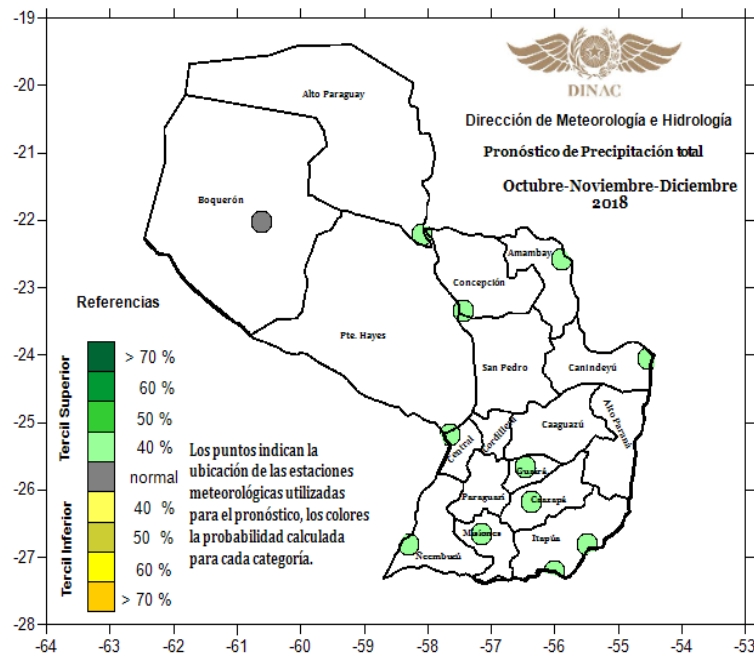 -19
-20
-21
-22
-23
-24
-25
-26
-27
-28
-64
-63
-62
-61
-60
-59
-58
-57
-56
-55
-54
-53
DINAC
Dirección de Meteorología e Hidrología
Pronóstico de Precipitación total
Octubre-Noviembre-Diciembre
2018
Alto Paraguay
Boquerón
Amambay
Concepción
Pte. Hayes
San Pedro
Canindeyú
Caaguazú
Alto Paraná
Cordillera
Central
Guairá
Paraguarí
Caazapá
Misiones
Itapúa
Ñeembucú
Referencias
Tercil Superior
> 70 %
60 %
50 %
40 %
normal
Tercil Inferior
40 %
50 %
60 %
> 70 %
Los puntos indican la
ubicación de las estaciones
meteorológicas utilizadas
para el pronóstico, los colores
la probabilidad calculada
para cada categoría.